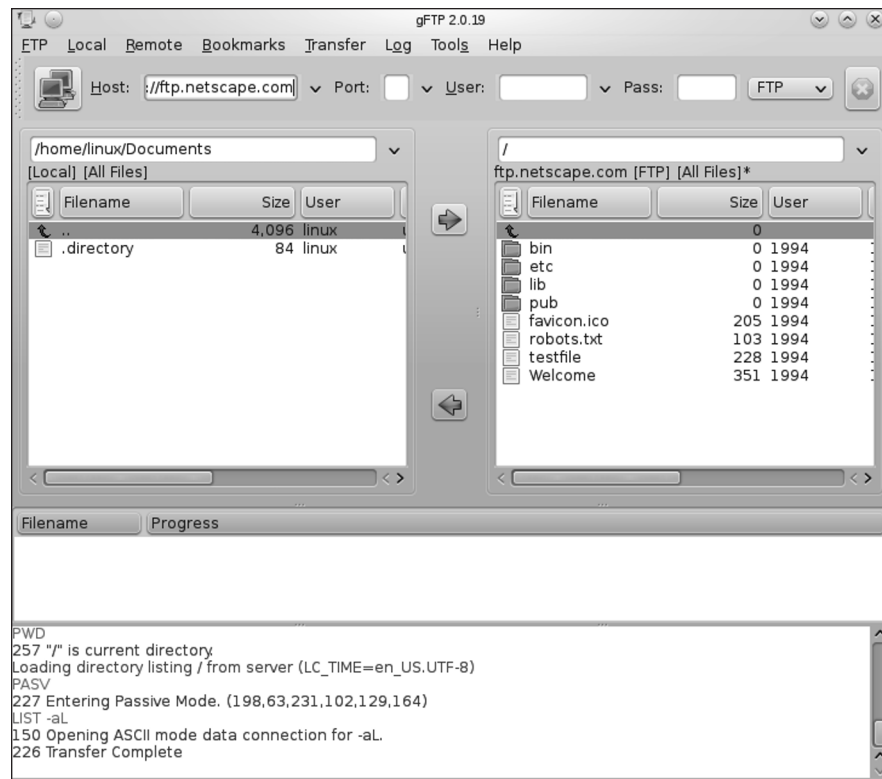 gFTP 2.0.19
FTP Local Remote Bookmarks Transfer Log Tools Help
Host: ://ftp.netscape.com Port: User: Pass: FTP
/home/linux/Documents
[Local] [All Files]
Filename Size User
.. 4,096 linux
.directory 84 linux
/
ftp.netscape.com [FTP] [All Files]*
Filename Size User
0
bin 0 1994
etc 0 1994
lib 0 1994
pub 0 1994
favicon.ico 205 1994
robots.txt 103 1994
testfile 228 1994
Welcome 351 1994
Filename Progress
PWD
257 "/" is current directory.
Loading directory listing / from server (LC_TIME=en_US.UTF-8)
PASV
227 Entering Passive Mode. (198,63,231,102,129,164)
LIST -aL
150 Opening ASCII mode data connection for -aL.
226 Transfer Complete